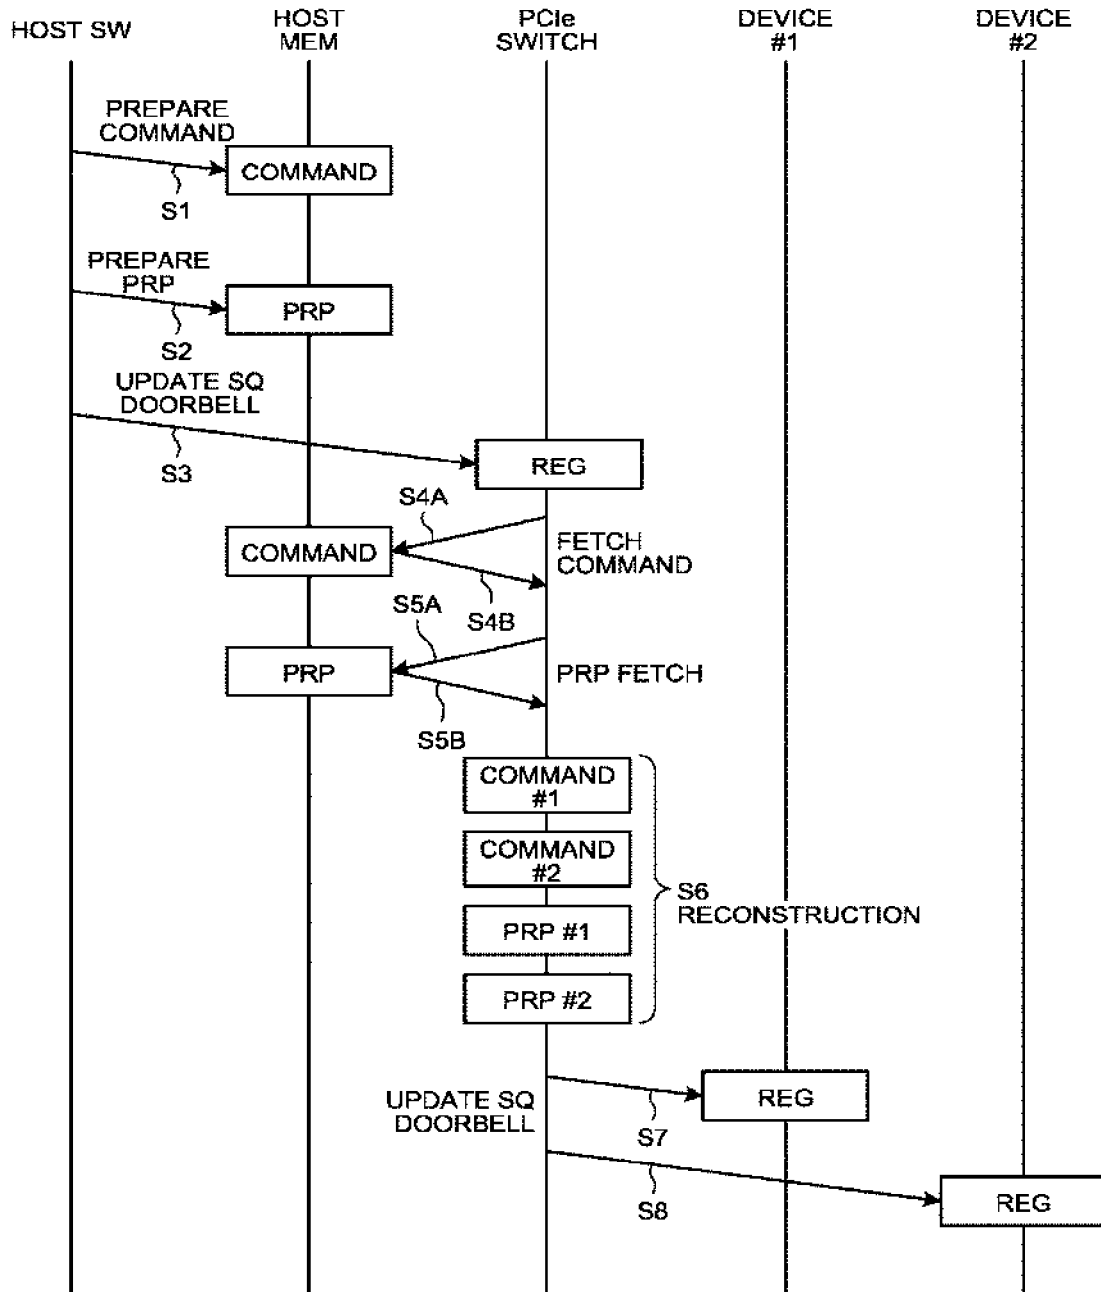 HOST SW
HOST
MEM
PCIe
SWITCH
DEVICE
#1
DEVICE
#2
PREPARE
COMMAND
COMMAND
S1
PREPARE
PRP
PRP
S2
UPDATE SQ
DOORBELL
S3
REG
S4A
COMMAND
FETCH
COMMAND
S4B
S5A
PRP
PRP FETCH
S5B
COMMAND
#1
COMMAND
#2
PRP #1
PRP #2
S6
RECONSTRUCTION
UPDATE SQ
DOORBELL
REG
S7
REG
S8